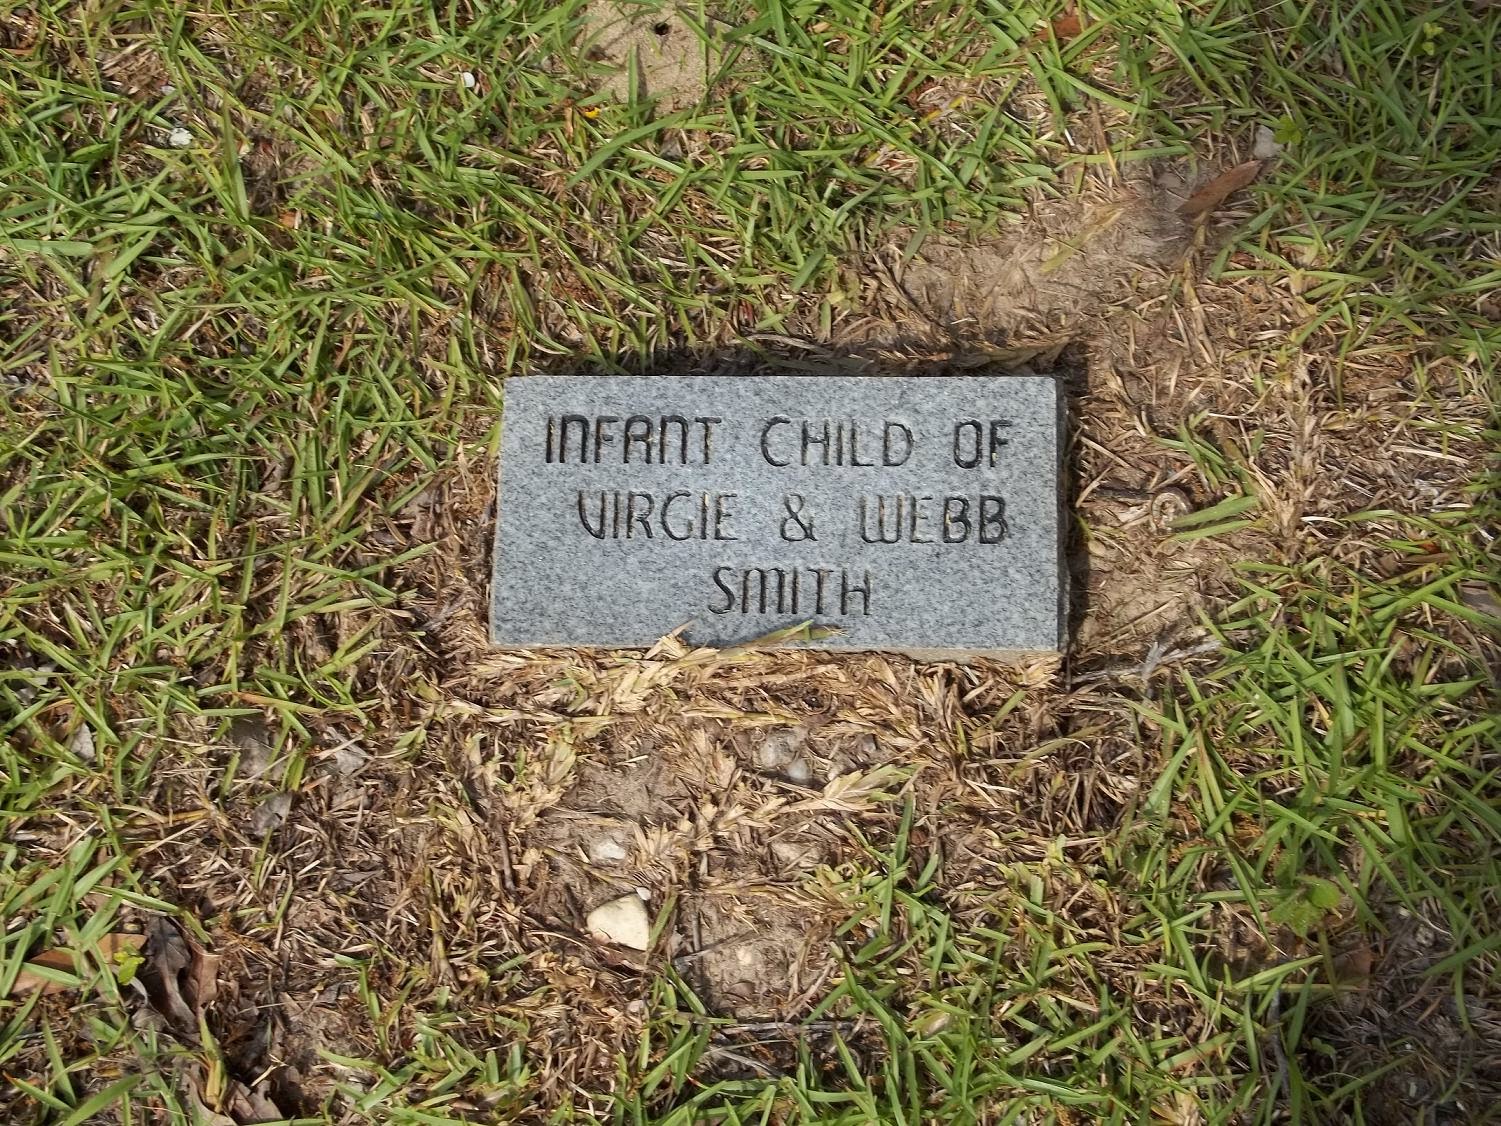 INFANT CHILD OF
VIRGIE & WEBB
SMITH